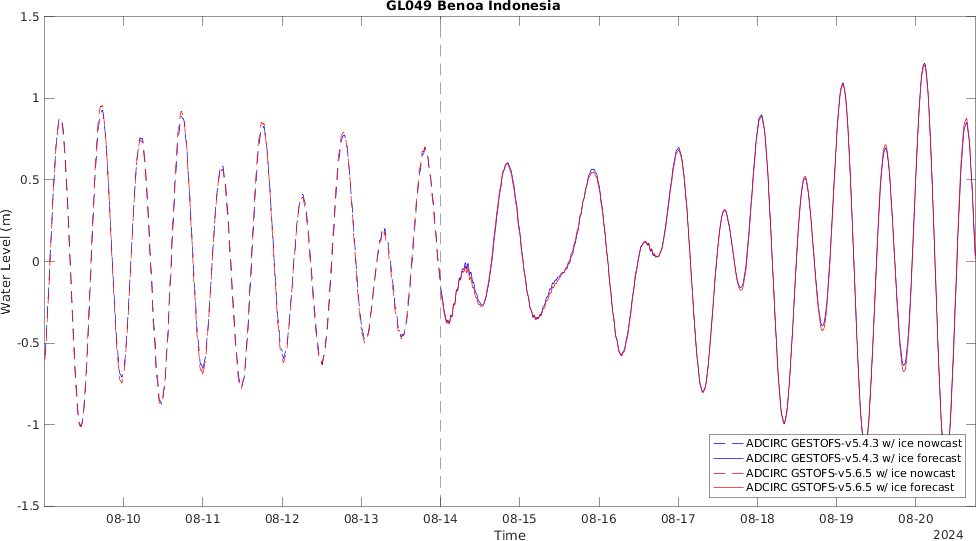 GL049 Benoa Indonesia
1.5
1
0.5
0
-0.5
-1
-1.5
Water Level (m)
ADCIRC GESTOFS-v5.4.3 w/ ice nowcast
ADCIRC GESTOFS-v5.4.3 w/ ice forecast
ADCIRC GSTOFS-v5.6.5 w/ ice nowcast
ADCIRC GSTOFS-v5.6.5 w/ ice forecast
08-10 08-11 08-12 08-13 08-14 08-15 08-16 08-17 08-18 08-19 08-20
Time
2024